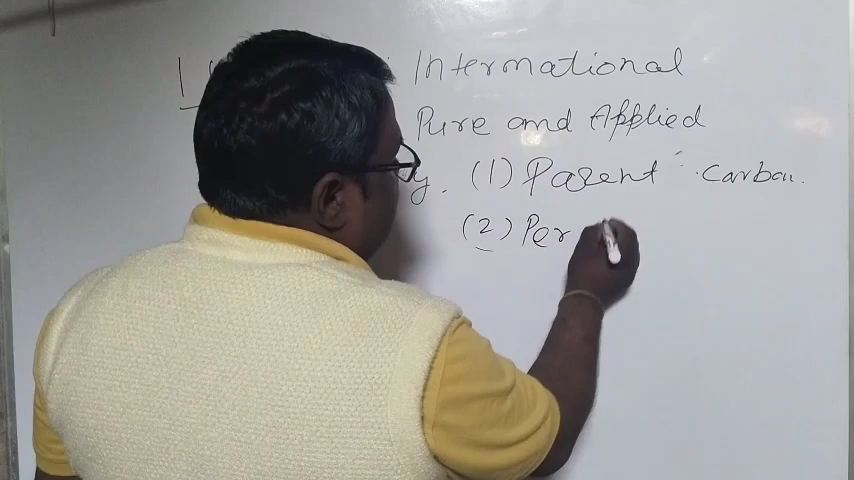 International
Pure and Applied
y. (1) Parent carbon.
(2) Per